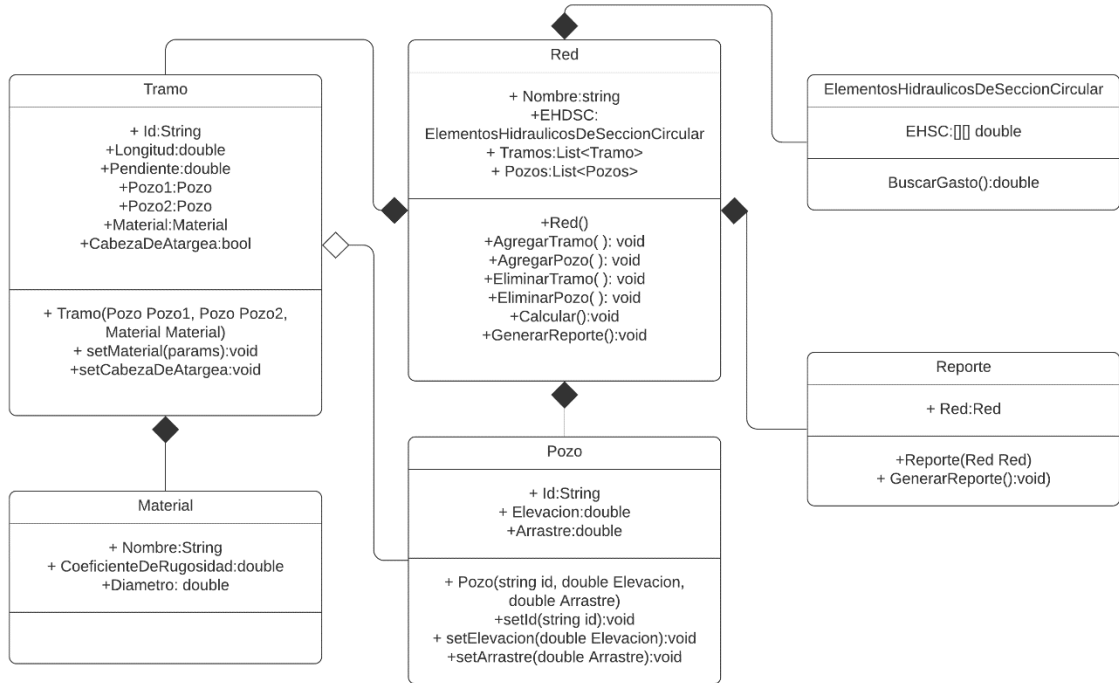 Tramo
+ Id:String
+Longitud:double
+Pendiente:double
+Pozo1:Pozo
+Pozo2:Pozo
+Material:Material
+CabezaDeAtargea:bool
+ Tramo(Pozo Pozo1, Pozo Pozo2,
Material Material)
+ setMaterial(params):void
+setCabezaDeAtargea:void
Red
+ Nombre:string
+EHDSC:
ElementosHidraulicosDeSeccionCircular
+ Tramos:List<Tramo>
+ Pozos:List<Pozos>
+Red()
+AgregarTramo( ): void
+AgregarPozo( ): void
+EliminarTramo( ): void
+EliminarPozo( ): void
+Calcular():void
+GenerarReporte():void
ElementosHidraulicosDeSeccionCircular
EHSC:[][] double
BuscarGasto():double
Reporte
+ Red:Red
+Reporte(Red Red)
+ GenerarReporte():void)
Material
+ Nombre:String
+ CoeficienteDeRugosidad:double
+Diametro: double
Pozo
+ Id:String
+ Elevacion:double
+Arrastre:double
+ Pozo(string id, double Elevacion,
double Arrastre)
+setId(string id):void
+ setElevacion(double Elevacion):void
+setArrastre(double Arrastre):void